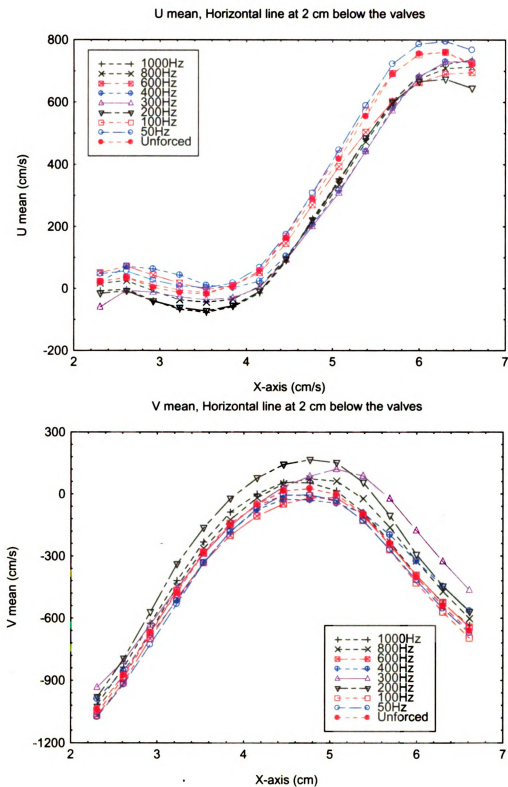 U mean, Horizontal line at 2 cm below the valves
800
600
400
200
0
-200
U mean (cm/s)
1000Hz
800Hz
600Hz
400Hz
300Hz
200Hz
100Hz
50Hz
Unforced
2 3 4 5 6 7
X-axis (cm/s)
V mean, Horizontal line at 2 cm below the valves
300
0
-300
-600
-900
-1200
V mean (cm/s)
1000Hz
800Hz
600Hz
400Hz
300Hz
200Hz
100Hz
50Hz
Unforced
2 3 4 5 6 7
X-axis (cm)